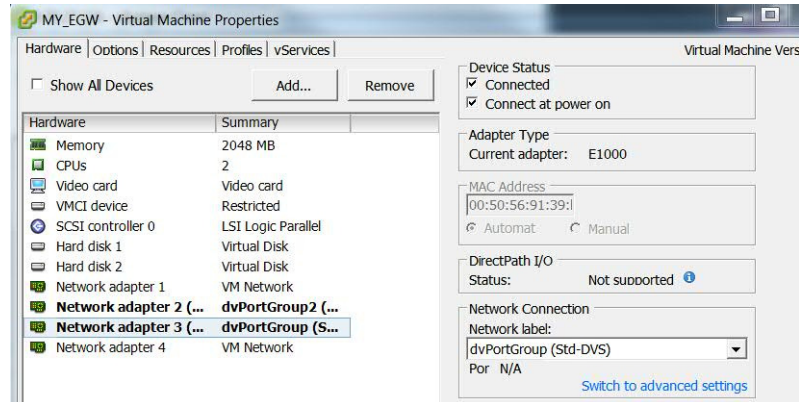 MY_EGW - Virtual Machine Properties
Hardware Options Resources Profiles vServices
Virtual Machine Vers
Show All Devices Add... Remove
Hardware Summary
Memory 2048 MB
CPUs 2
Video card Video card
VMCI device Restricted
SCSI controller 0 LSI Logic Parallel
Hard disk 1 Virtual Disk
Hard disk 2 Virtual Disk
Network adapter 1 VM Network
Network adapter 2 (... dvPortGroup2 (...
Network adapter 3 (... dvPortGroup (S...
Network adapter 4 VM Network
Device Status
Connected
Connect at power on
Adapter Type
Current adapter: E1000
MAC Address
00:50:56:91:39:
Automat Manual
DirectPath I/O
Status: Not supported
Network Connection
Network label:
dvPortGroup (Std-DVS)
Por N/A
Switch to advanced settings